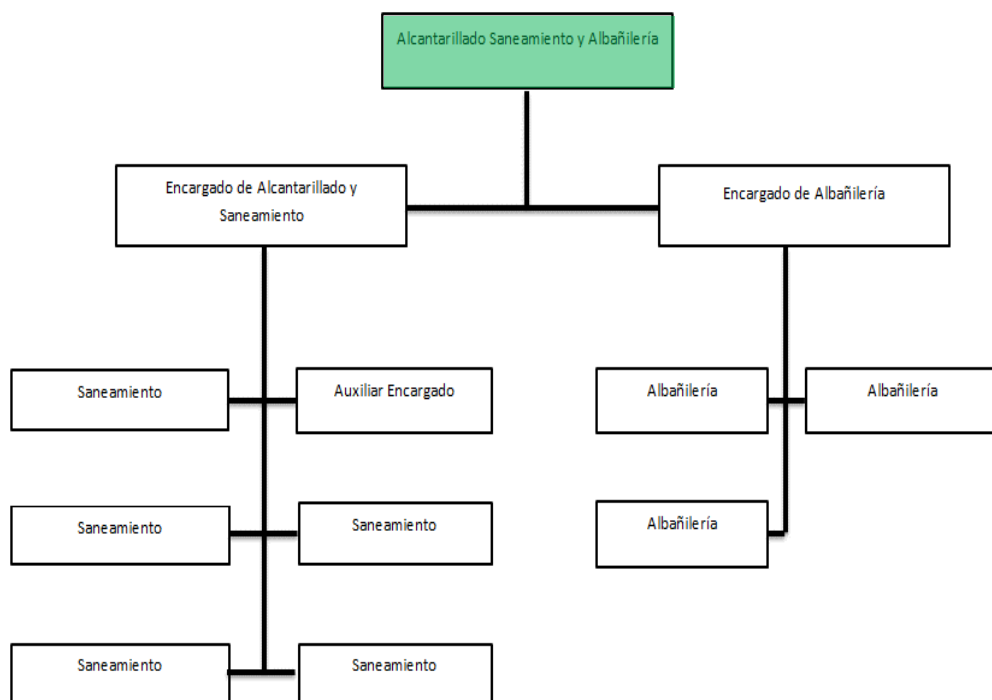 Alcantarillado Saneamiento y Albañilería
Encargado de Alcantarillado y
Saneamiento
Encargado de Albañilería
Saneamiento
Auxiliar Encargado
Albañilería
Albañilería
Saneamiento
Saneamiento
Albañilería
Saneamiento
Saneamiento